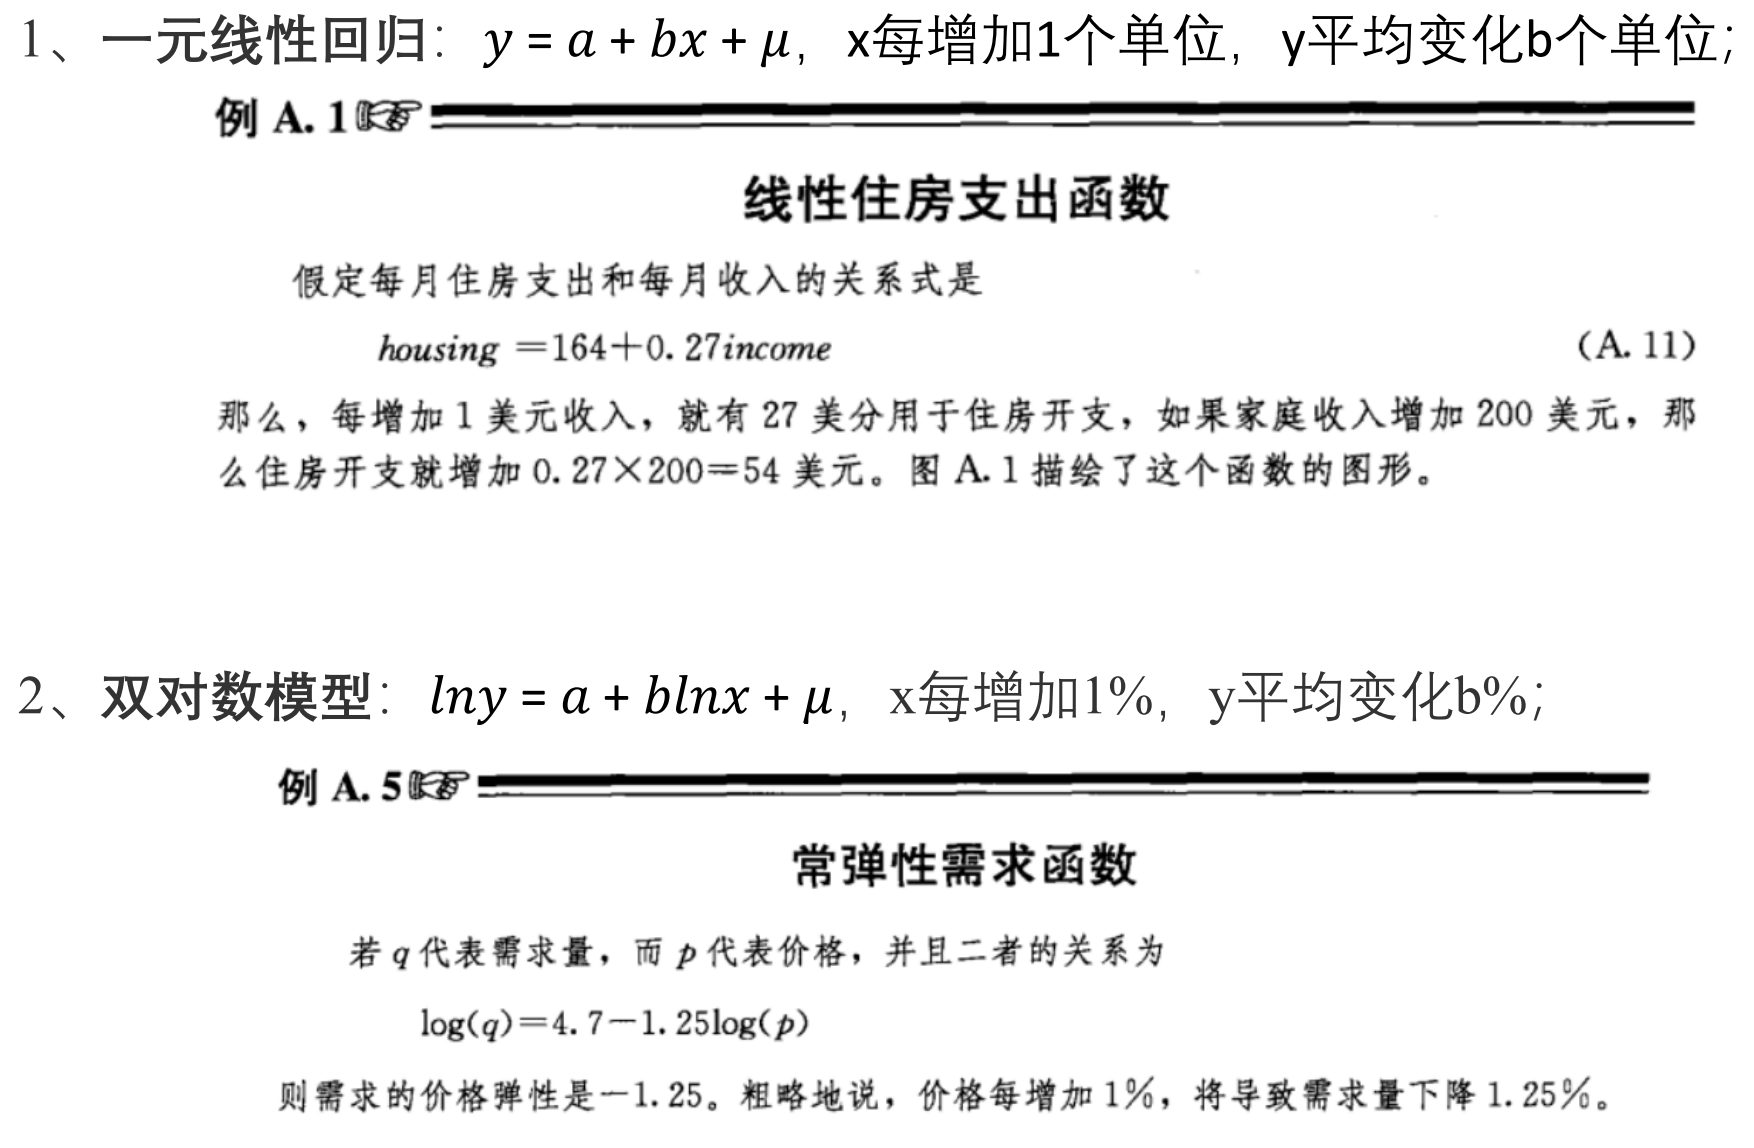 1、一元线性回归：y = a + bx + μ，x每增加1个单位，y平均变化b个单位；
例 A.1
线性住房支出函数
假定每月住房支出和每月收入的关系式是
housing =164+0.27income (A.11)
那么，每增加 1 美元收入，就有 27 美分用于住房开支，如果家庭收入增加 200 美元，那
么住房开支就增加 0.27×200=54 美元。图 A.1 描绘了这个函数的图形。
2、双对数模型：lny = a + blnx + μ，x每增加1%，y平均变化b%；
例 A.5
常弹性需求函数
若 q 代表需求量，而 p 代表价格，并且二者的关系为
log(q)=4.7-1.25log(p)
则需求的价格弹性是-1.25。粗略地说，价格每增加 1%，将导致需求量下降 1.25%。